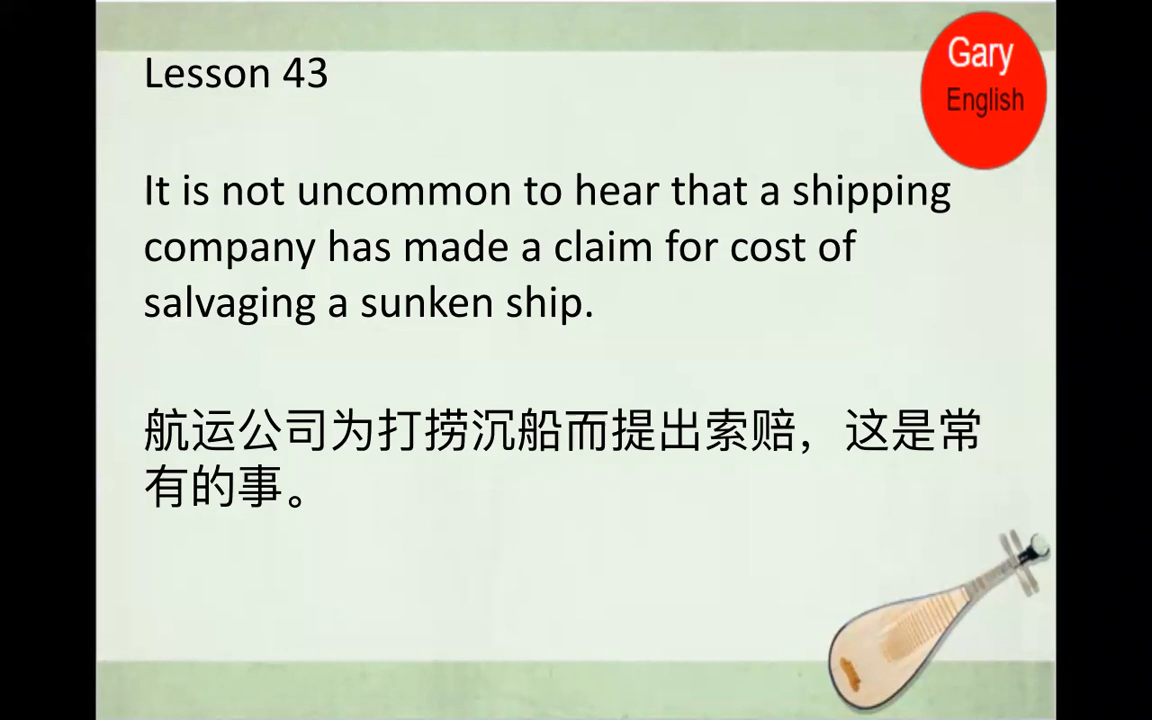 Lesson 43
Gary
English
It is not uncommon to hear that a shipping
company has made a claim for cost of
salvaging a sunken ship.
航运公司为打捞沉船而提出索赔，这是常
有的事。